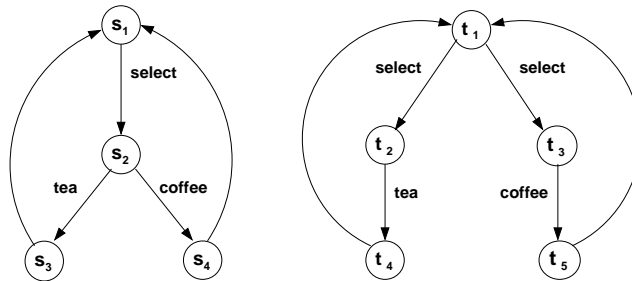 s1
select
s2
tea coffee
s3 s4
t1
select select
t2 t3
tea coffee
t4 t5